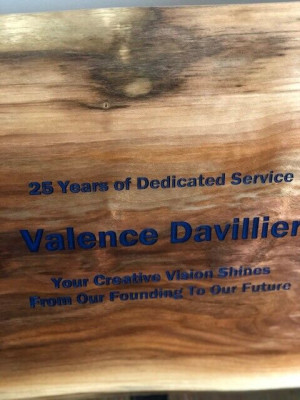 25 Years of Dedicated Service
Valence Davillier
Your Creative Vision Shines
From Our Founding To Our Future